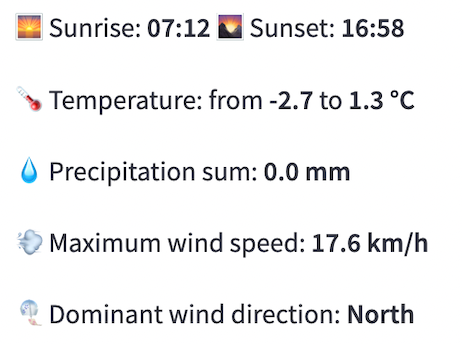 🌅 Sunrise: 07:12 🌄 Sunset: 16:58
🌡️ Temperature: from -2.7 to 1.3 °C
💧 Precipitation sum: 0.0 mm
💨 Maximum wind speed: 17.6 km/h
🌬️ Dominant wind direction: North